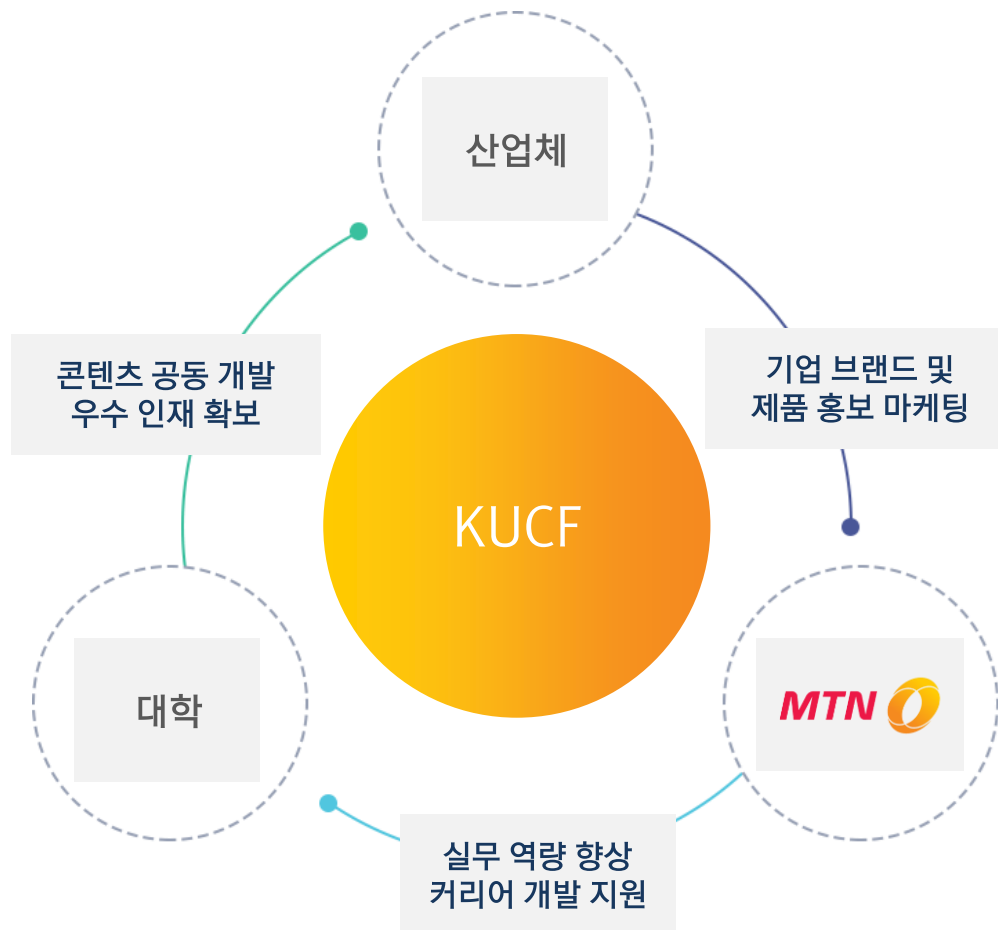 산업체
콘텐츠 공동 개발
우수 인재 확보
기업 브랜드 및
제품 홍보 마케팅
KUCF
대학
MTN
실무 역량 향상
커리어 개발 지원